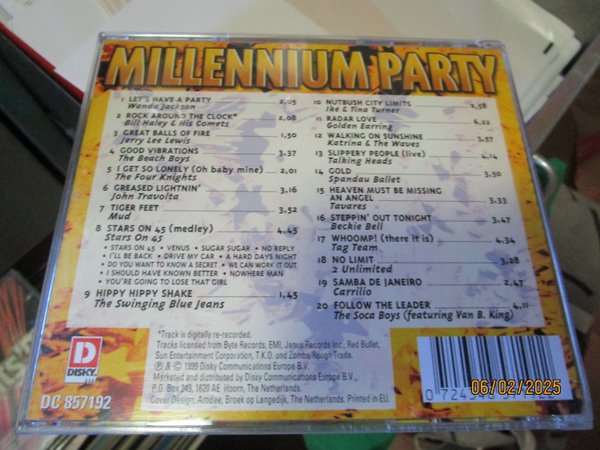 MILLENNIUM PARTY
1 LET'S HAVE A PARTY 2,05
Wanda Jackson
2 ROCK AROUND THE CLOCK* 2,08
Bill Haley & His Comets
3 GREAT BALLS OF FIRE 1,50
Jerry Lee Lewis
4 GOOD VIBRATIONS 3,37
The Beach Boys
5 I GET SO LONELY (Oh baby mine) 2,01
The Four Knights
6 GREASED LIGHTNIN' 3,16
John Travolta
7 TIGER FEET 3,52
Mud
8 STARS ON 45 (medley) 4,45
Stars On 45
• STARS ON 45 • VENUS • SUGAR SUGAR • NO REPLY
• I'LL BE BACK • DRIVE MY CAR • A HARD DAYS NIGHT
• DO YOU WANT TO KNOW A SECRET • WE CAN WORK IT OUT
• I SHOULD HAVE KNOWN BETTER • NOWHERE MAN
• YOU'RE GOING TO LOSE THAT GIRL
9 HIPPY HIPPY SHAKE 1,45
The Swinging Blue Jeans
10 NUTBUSH CITY LIMITS 2,58
Ike & Tina Turner
11 RADAR LOVE 6,22
Golden Earring
12 WALKING ON SUNSHINE 3,57
Katrina & The Waves
13 SLIPPERY PEOPLE (live) 4,14
Talking Heads
14 GOLD 3,50
Spandau Ballet
15 HEAVEN MUST BE MISSING
AN ANGEL 3,33
Tavares
16 STEPPIN' OUT TONIGHT 3,47
Beckie Bell
17 WHOOMP! (there it is) 4,34
Tag Team
18 NO LIMIT 3,28
2 Unlimited
19 SAMBA DE JANEIRO 2,47
Carrilio
20 FOLLOW THE LEADER 4,11
The Soca Boys (featuring Van B. King)
*Track is digitally re-recorded.
Tracks licensed from Byte Records, EMI, Janus Records Inc., Red Bullet,
Sun Entertainment Corporation, T.K.O. and Zomba/Rough Trade.
℗ & © 1999 Disky Communications Europe B.V.
Marketed and distributed by Disky Communications Europe B.V.
P.O. Box 249, 1620 AE Hoorn, The Netherlands.
Cover Design: Artidee, Broek op Langedijk, The Netherlands. Printed in EU.
D
DISKY
DC 857192
06/02/2025